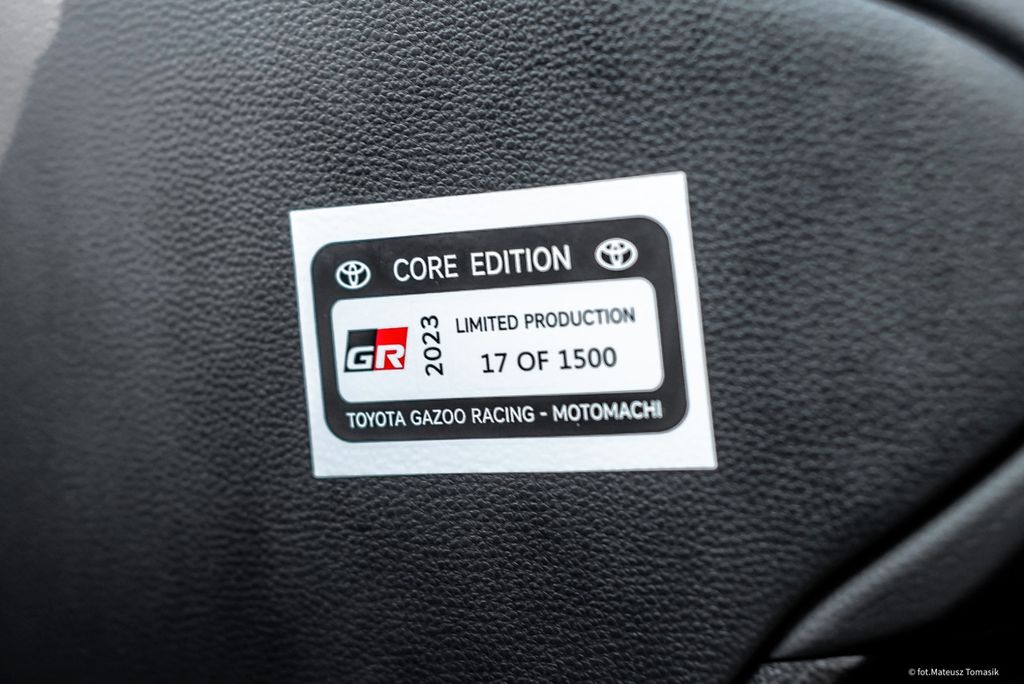 CORE EDITION
GR
2023
LIMITED PRODUCTION
17 OF 1500
TOYOTA GAZOO RACING - MOTOMACHI
© fot.Mateusz Tomasik